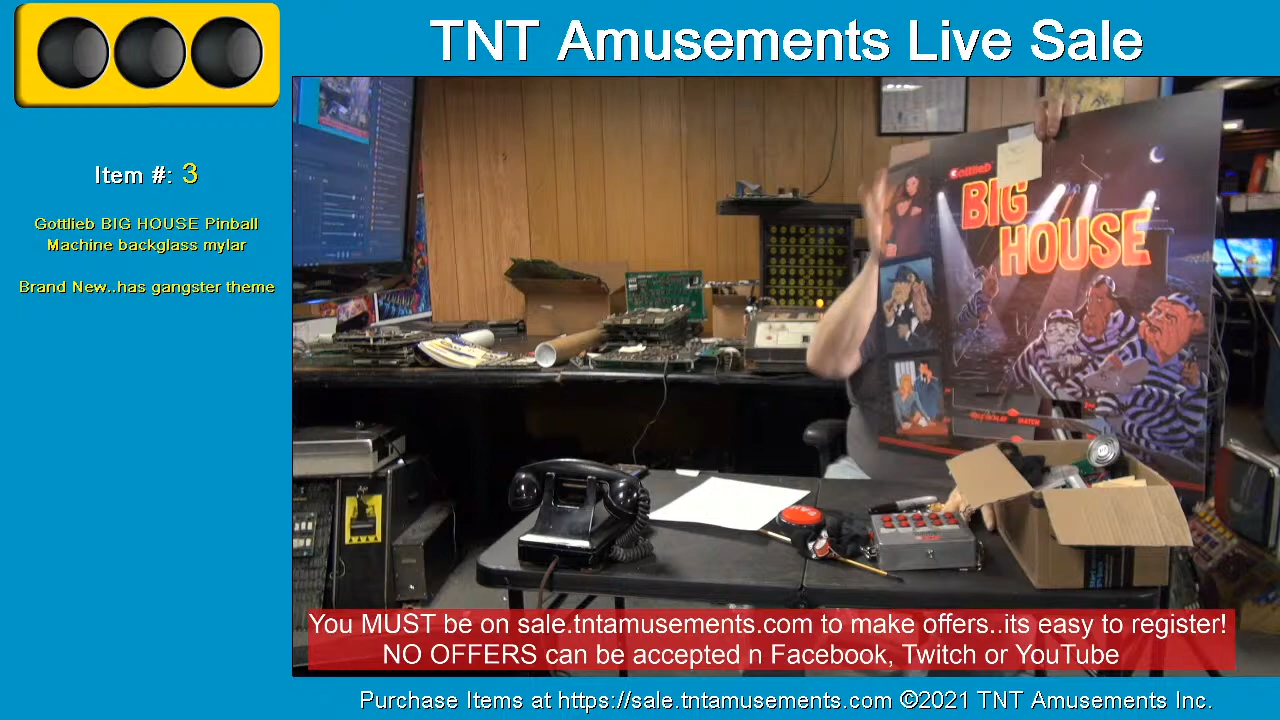 TNT Amusements Live Sale
Item #: 3
Gottlieb BIG HOUSE Pinball
Machine backglass mylar
Brand New..has gangster theme
Gottlieb
BIG
HOUSE
You MUST be on sale.tntamusements.com to make offers..its easy to register!
NO OFFERS can be accepted n Facebook, Twitch or YouTube
Purchase Items at https://sale.tntamusements.com ©2021 TNT Amusements Inc.